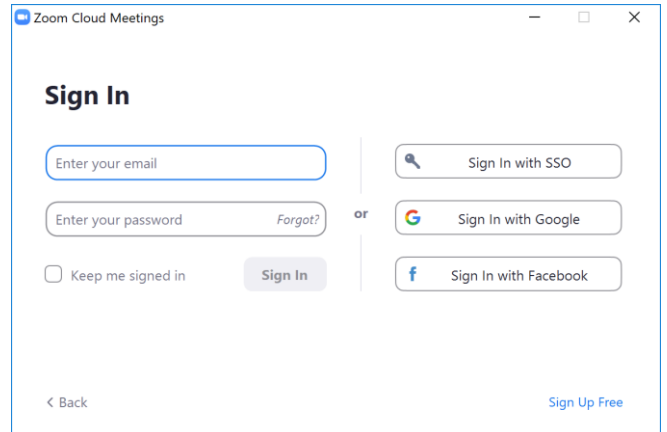 Zoom Cloud Meetings
Sign In
Enter your email
Enter your password Forgot?
Keep me signed in Sign In
or
Sign In with SSO
Sign In with Google
Sign In with Facebook
Back
Sign Up Free